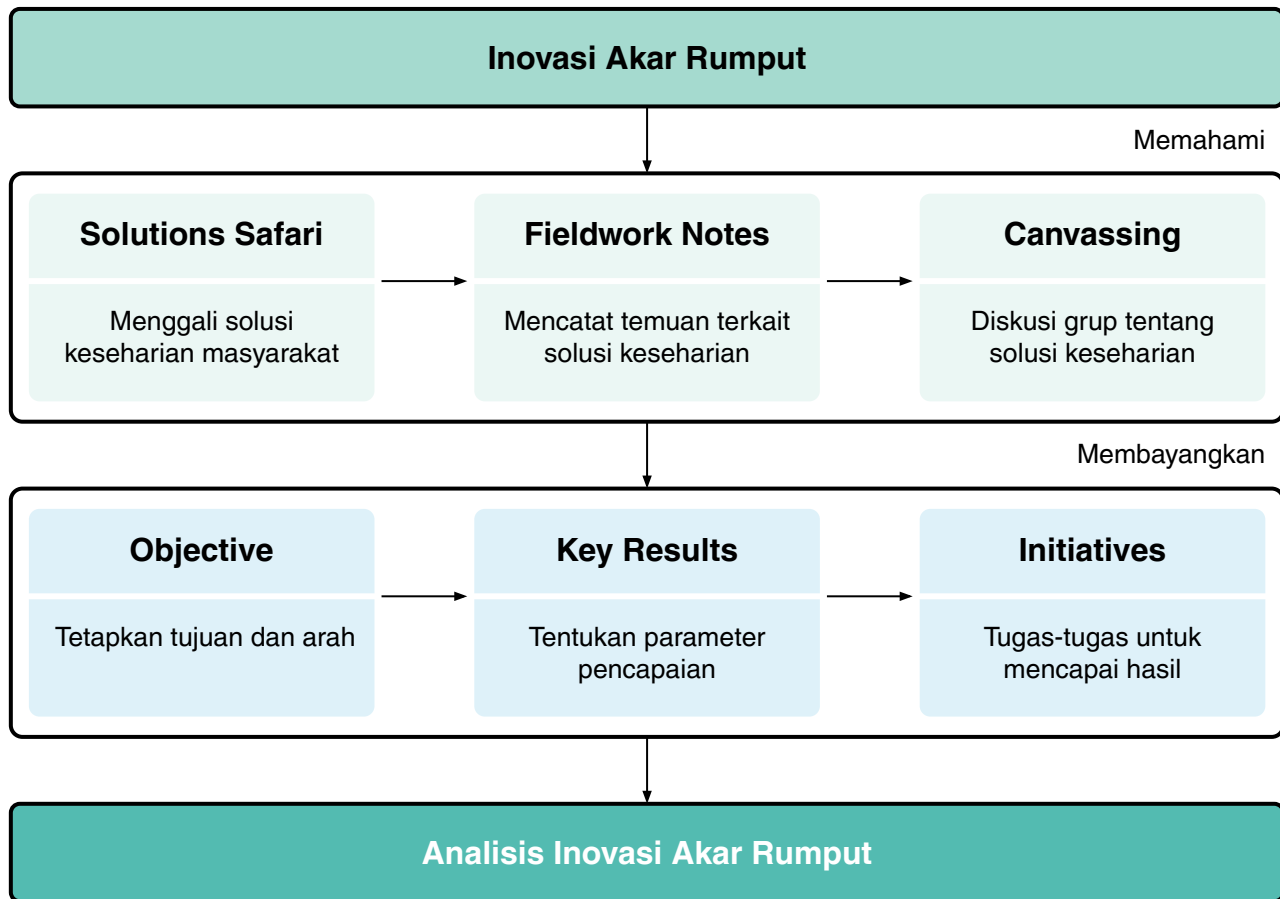 Inovasi Akar Rumput
Memahami
Solutions Safari
Menggali solusi
keseharian masyarakat
Fieldwork Notes
Mencatat temuan terkait
solusi keseharian
Canvassing
Diskusi grup tentang
solusi keseharian
Membayangkan
Objective
Tetapkan tujuan dan arah
Key Results
Tentukan parameter
pencapaian
Initiatives
Tugas-tugas untuk
mencapai hasil
Analisis Inovasi Akar Rumput